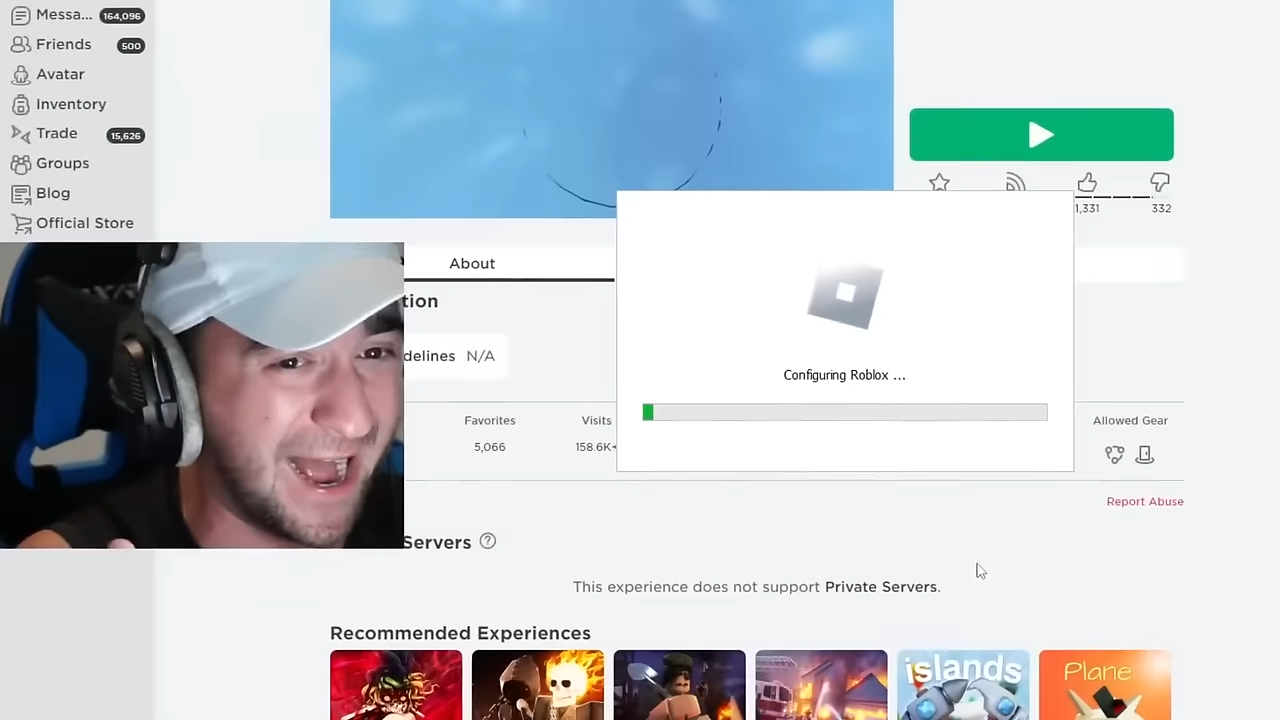 Messa... 164,096
Friends 500
Avatar
Inventory
Trade 15,626
Groups
Blog
Official Store
1,331 332
About
tion
delines N/A
Configuring Roblox ...
Favorites Visits Allowed Gear
5,066 158.6K+
Report Abuse
Servers ?
This experience does not support Private Servers.
Recommended Experiences
islands
Plane